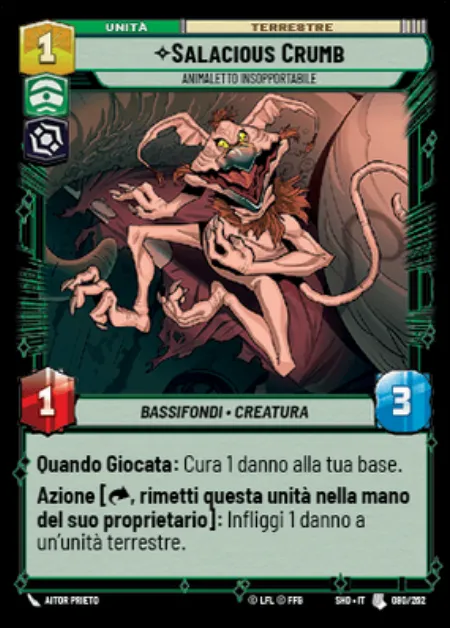 UNITÀ
TERRESTRE
1
Salacious Crumb
ANIMALETTO INSOPPORTABILE
1
BASSIFONDI • CREATURA
3
Quando Giocata: Cura 1 danno alla tua base.
Azione [, rimetti questa unità nella mano
del suo proprietario]: Infliggi 1 danno a
un'unità terrestre.
AITOR PRIETO
© LFL © FFG
SHD • IT
080/262